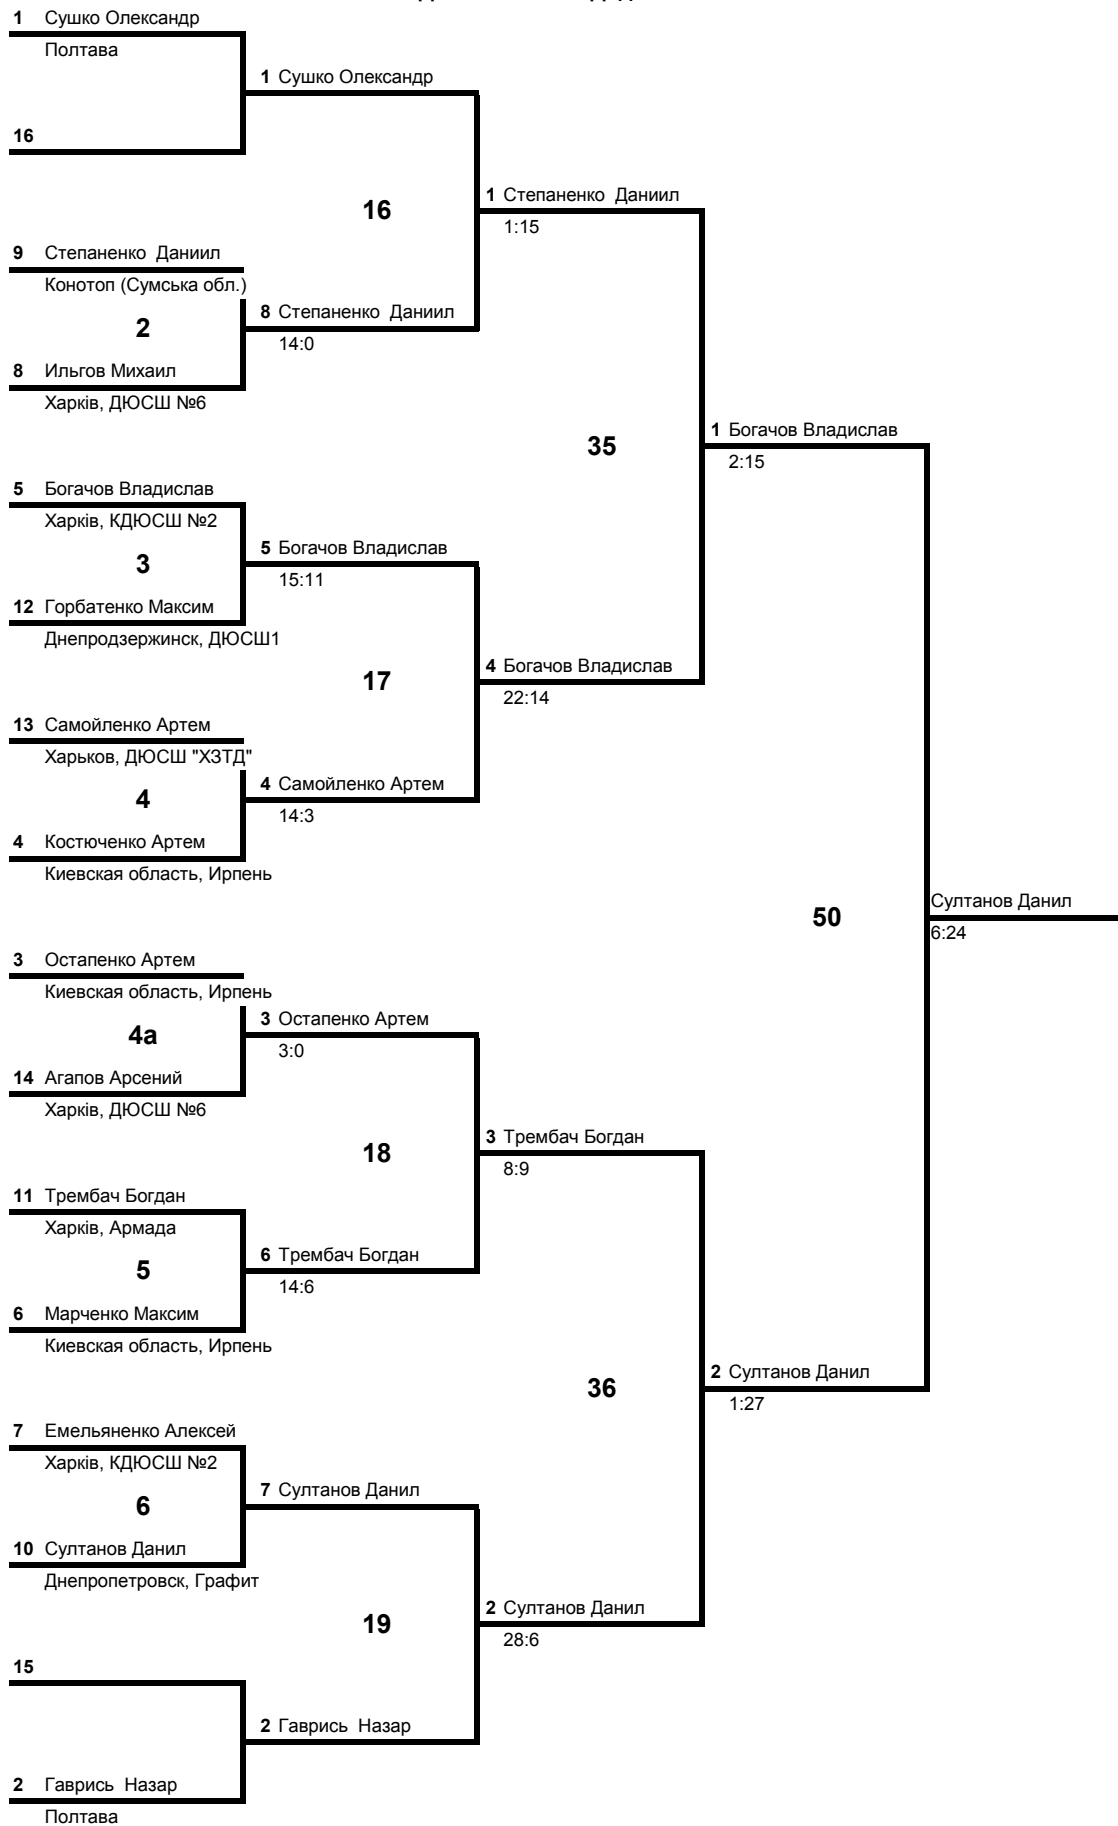 1 Сушко Олександр
Полтава
1 Сушко Олександр
16
1 Степаненко Даниил
16
1:15
9 Степаненко Даниил
Конотоп (Сумська обл.)
8 Степаненко Даниил
2
14:0
8 Ильгов Михаил
Харків, ДЮСШ №6
1 Богачов Владислав
35
2:15
5 Богачов Владислав
Харків, КДЮСШ №2
5 Богачов Владислав
3
15:11
12 Горбатенко Максим
Днепродзержинск, ДЮСШ1
4 Богачов Владислав
17
22:14
13 Самойленко Артем
Харьков, ДЮСШ "ХЗТД"
4 Самойленко Артем
4
14:3
4 Костюченко Артем
Киевская область, Ирпень
Султанов Данил
50
6:24
3 Остапенко Артем
Киевская область, Ирпень
3 Остапенко Артем
4а
3:0
14 Агапов Арсений
Харків, ДЮСШ №6
3 Трембач Богдан
18
8:9
11 Трембач Богдан
Харків, Армада
6 Трембач Богдан
5
14:6
6 Марченко Максим
Киевская область, Ирпень
2 Султанов Данил
36
1:27
7 Емельяненко Алексей
Харків, КДЮСШ №2
7 Султанов Данил
6
10 Султанов Данил
Днепропетровск, Графит
2 Султанов Данил
19
28:6
15
2 Гаврись Назар
2 Гаврись Назар
Полтава